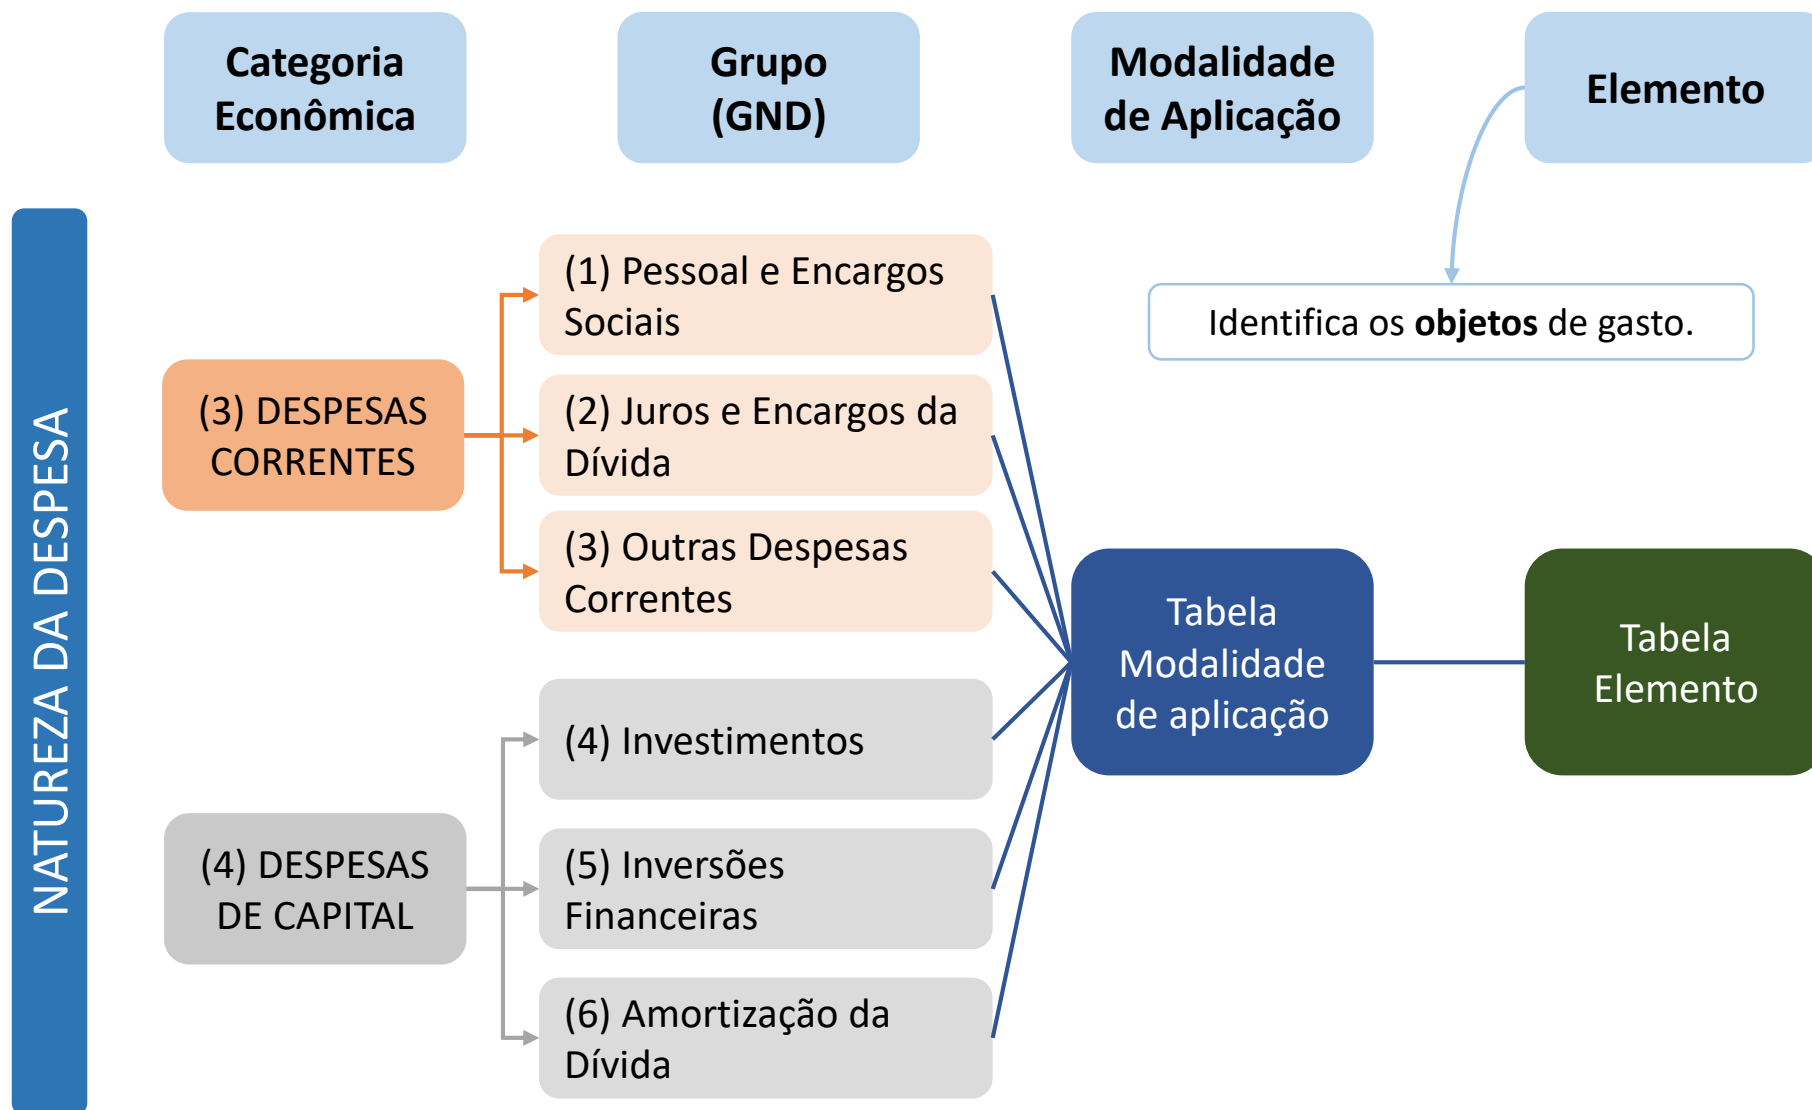 Categoria
Econômica
Grupo
(GND)
Modalidade
de Aplicação
Elemento
Identifica os objetos de gasto.
NATUREZA DA DESPESA
(3) DESPESAS
CORRENTES
(1) Pessoal e Encargos
Sociais
(2) Juros e Encargos da
Dívida
(3) Outras Despesas
Correntes
(4) DESPESAS
DE CAPITAL
(4) Investimentos
(5) Inversões
Financeiras
(6) Amortização da
Dívida
Tabela
Modalidade
de aplicação
Tabela
Elemento